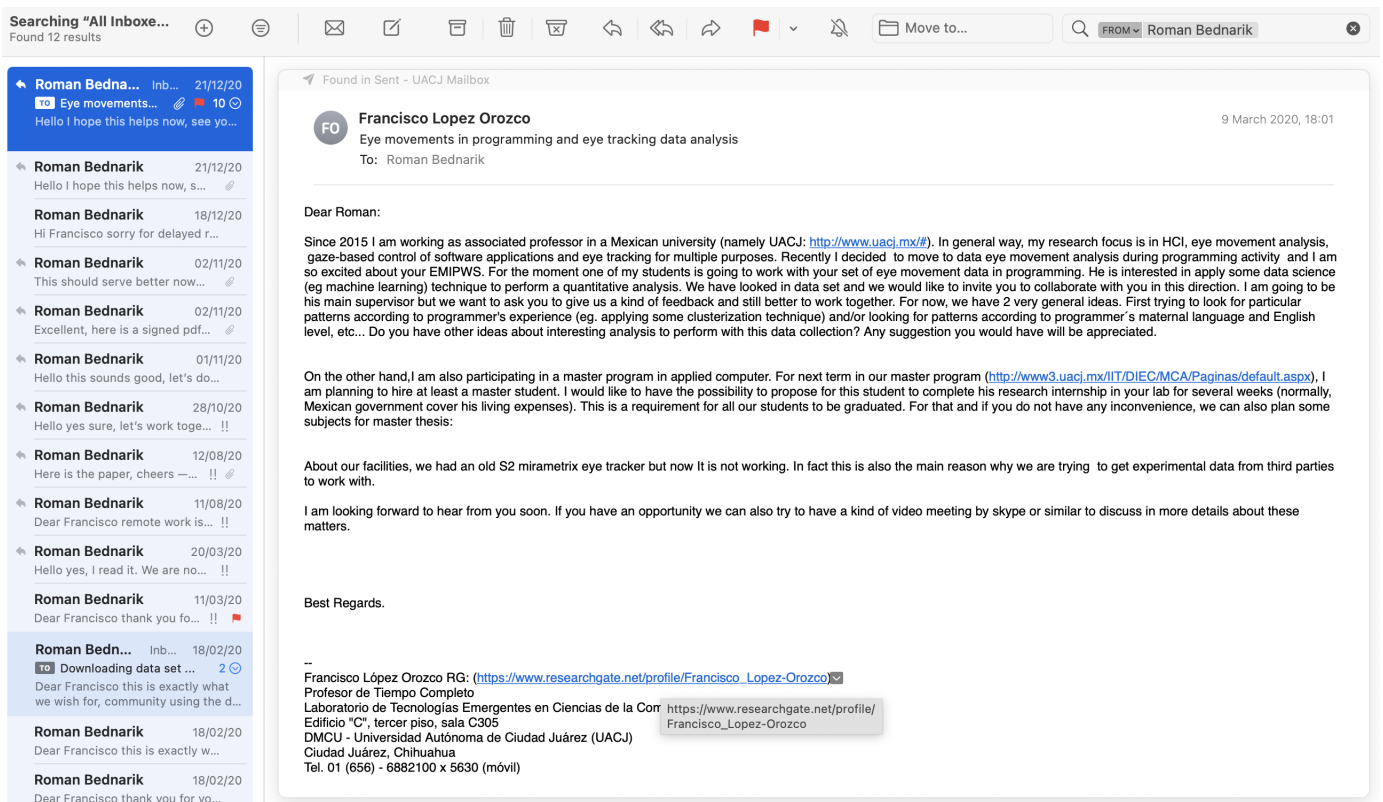 Searching “All Inboxe...
Found 12 results
Move to...
FROM Roman Bednarik
Roman Bedna... Inb... 21/12/20
TO Eye movements... 10
Hello I hope this helps now, see yo...
Roman Bednarik 21/12/20
Hello I hope this helps now, s...
Roman Bednarik 18/12/20
Hi Francisco sorry for delayed r...
Roman Bednarik 02/11/20
This should serve better now...
Roman Bednarik 02/11/20
Excellent, here is a signed pdf...
Roman Bednarik 01/11/20
Hello this sounds good, let’s do...
Roman Bednarik 28/10/20
Hello yes sure, let’s work toge... !!
Roman Bednarik 12/08/20
Here is the paper, cheers —... !!
Roman Bednarik 11/08/20
Dear Francisco remote work is... !!
Roman Bednarik 20/03/20
Hello yes, I read it. We are no... !!
Roman Bednarik 11/03/20
Dear Francisco thank you fo... !!
Roman Bedn... Inb... 18/02/20
TO Downloading data set ... 2
Dear Francisco this is exactly what
we wish for, community using the d...
Roman Bednarik 18/02/20
Dear Francisco this is exactly w...
Roman Bednarik 18/02/20
Dear Francisco thank you for yo...
Found in Sent - UACJ Mailbox
FO
Francisco Lopez Orozco 9 March 2020, 18:01
Eye movements in programming and eye tracking data analysis
To: Roman Bednarik
Dear Roman:
Since 2015 I am working as associated professor in a Mexican university (namely UACJ: http://www.uacj.mx/#). In general way, my research focus is in HCI, eye movement analysis,
gaze-based control of software applications and eye tracking for multiple purposes. Recently I decided to move to data eye movement analysis during programming activity and I am
so excited about your EMIPWS. For the moment one of my students is going to work with your set of eye movement data in programming. He is interested in apply some data science
(eg machine learning) technique to perform a quantitative analysis. We have looked in data set and we would like to invite you to collaborate with you in this direction. I am going to be
his main supervisor but we want to ask you to give us a kind of feedback and still better to work together. For now, we have 2 very general ideas. First trying to look for particular
patterns according to programmer's experience (eg. applying some clusterization technique) and/or looking for patterns according to programmer´s maternal language and English
level, etc... Do you have other ideas about interesting analysis to perform with this data collection? Any suggestion you would have will be appreciated.
On the other hand,I am also participating in a master program in applied computer. For next term in our master program (http://www3.uacj.mx/IIT/DIEC/MCA/Paginas/default.aspx), I
am planning to hire at least a master student. I would like to have the possibility to propose for this student to complete his research internship in your lab for several weeks (normally,
Mexican government cover his living expenses). This is a requirement for all our students to be graduated. For that and if you do not have any inconvenience, we can also plan some
subjects for master thesis:
About our facilities, we had an old S2 mirametrix eye tracker but now It is not working. In fact this is also the main reason why we are trying to get experimental data from third parties
to work with.
I am looking forward to hear from you soon. If you have an opportunity we can also try to have a kind of video meeting by skype or similar to discuss in more details about these
matters.
Best Regards.
--
Francisco López Orozco RG: (https://www.researchgate.net/profile/Francisco_Lopez-Orozco)
Profesor de Tiempo Completo
Laboratorio de Tecnologías Emergentes en Ciencias de la Com
https://www.researchgate.net/profile/
Francisco_Lopez-Orozco
Edificio "C", tercer piso, sala C305
DMCU - Universidad Autónoma de Ciudad Juárez (UACJ)
Ciudad Juárez, Chihuahua
Tel. 01 (656) - 6882100 x 5630 (móvil)